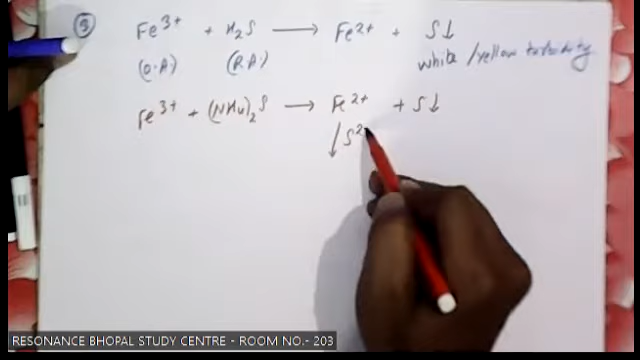 ③ Fe³⁺ + H₂S ⟶ Fe²⁺ + S↓
(O.A) (R.A.) white/yellow turbidity
Fe³⁺ + (NH₄)₂S ⟶ Fe²⁺ + S↓
↓ S²
RESONANCE BHOPAL STUDY CENTRE - ROOM NO.- 203